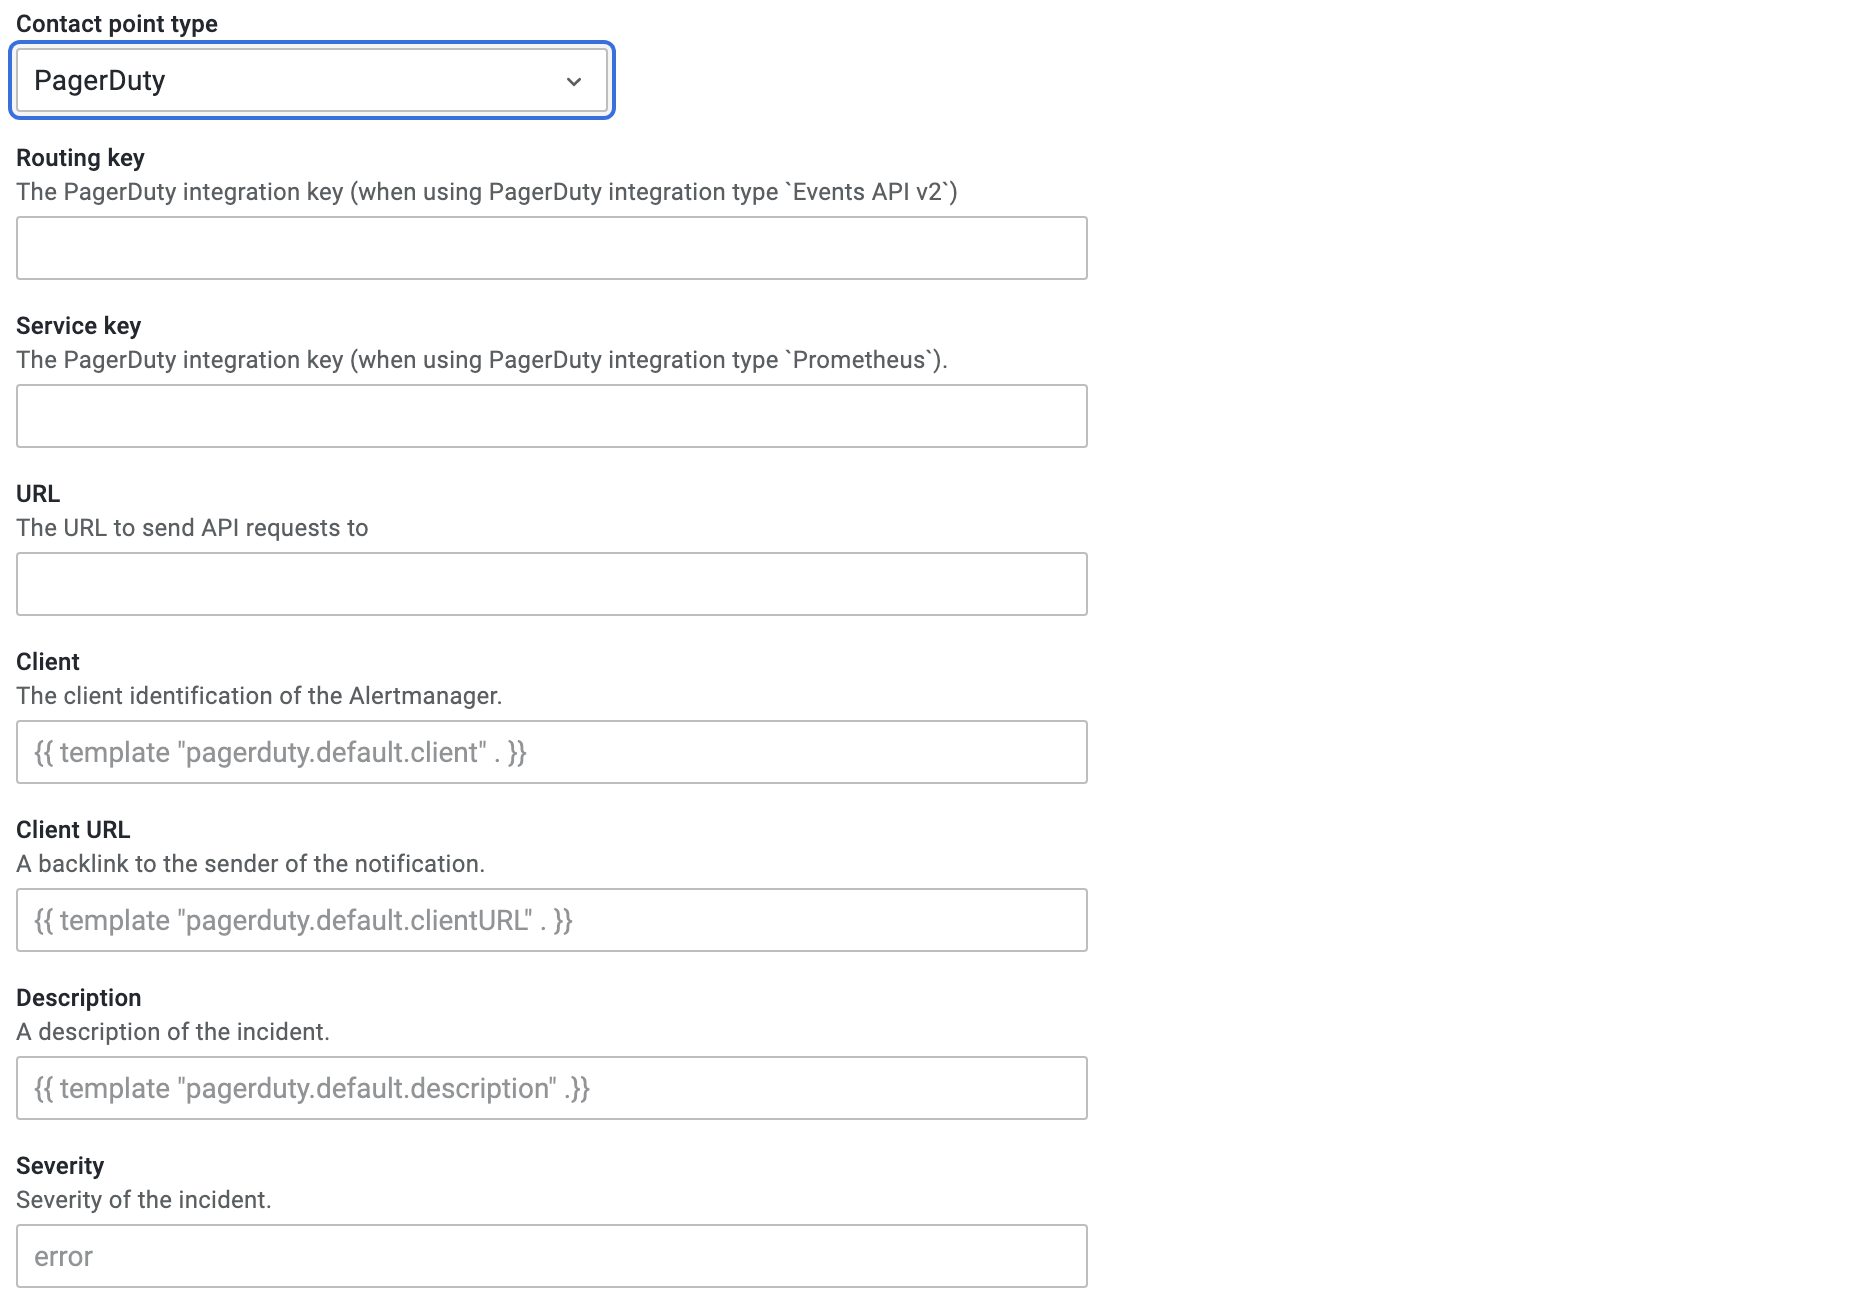 Contact point type
PagerDuty
Routing key
The PagerDuty integration key (when using PagerDuty integration type `Events API v2`)
Service key
The PagerDuty integration key (when using PagerDuty integration type `Prometheus`).
URL
The URL to send API requests to
Client
The client identification of the Alertmanager.
{{ template "pagerduty.default.client" . }}
Client URL
A backlink to the sender of the notification.
{{ template "pagerduty.default.clientURL" . }}
Description
A description of the incident.
{{ template "pagerduty.default.description" .}}
Severity
Severity of the incident.
error